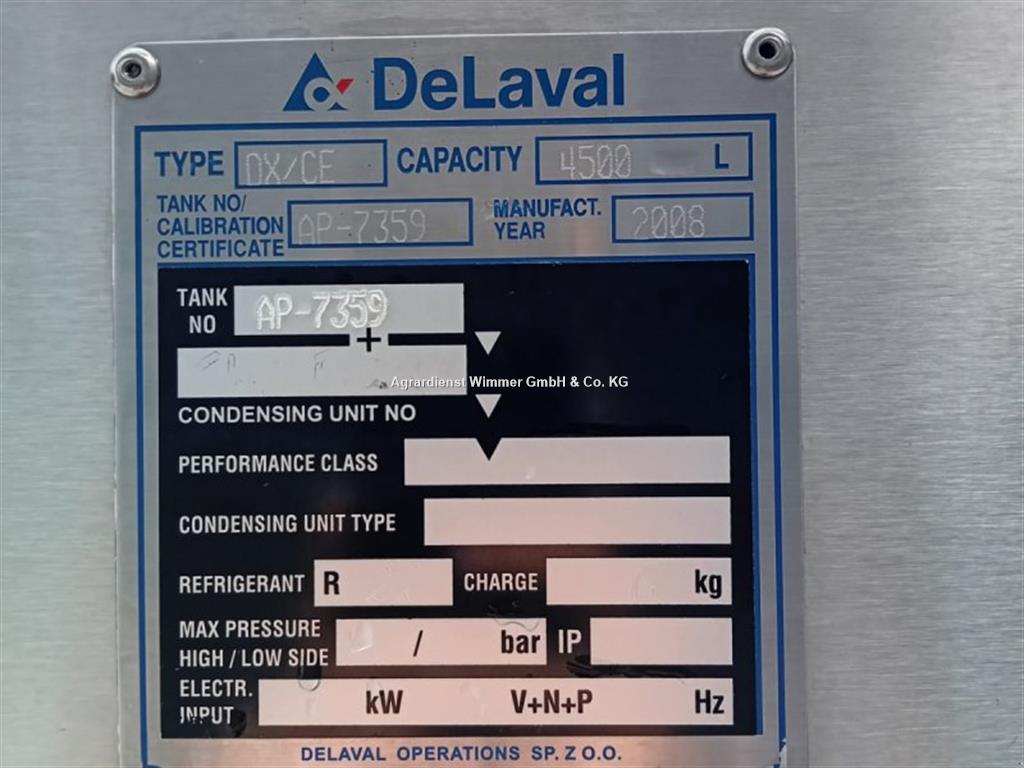 DeLaval
TYPE DX/CE CAPACITY 4500 L
TANK NO/
CALIBRATION
CERTIFICATE AP-7359
MANUFACT.
YEAR 2008
TANK
NO AP-7359
+
Agrardienst Wimmer GmbH & Co. KG
CONDENSING UNIT NO
PERFORMANCE CLASS
CONDENSING UNIT TYPE
REFRIGERANT R CHARGE kg
MAX PRESSURE
HIGH / LOW SIDE / bar IP
ELECTR.
INPUT kW V+N+P Hz
DELAVAL OPERATIONS SP. Z O.O.